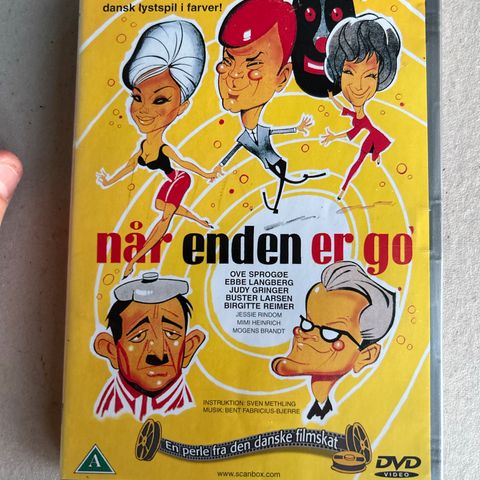 dansk lystspil i farver!
når enden er go'
OVE SPROGØE
EBBE LANGBERG
JUDY GRINGER
BUSTER LARSEN
BIRGITTE REIMER
JESSIE RINDOM
MIMI HEINRICH
MOGENS BRANDT
INSTRUKTION: SVEN METHLING
MUSIK: BENT FABRICIUS-BJERRE
En perle fra den danske filmskat
A
www.scanbox.com
DVD
VIDEO